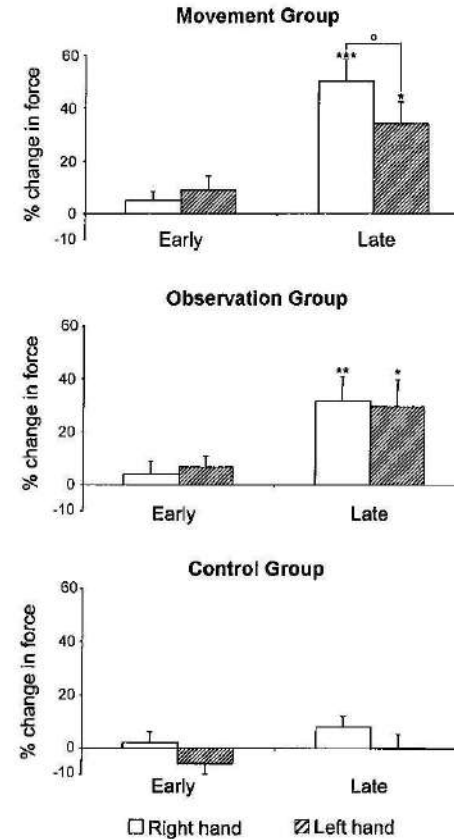 Movement Group
% change in force
60
40
20
0
-10
***
o
*
Early Late
Observation Group
% change in force
60
40
20
0
-10
**
*
Early Late
Control Group
% change in force
60
40
20
0
-10
Early Late
Right hand Left hand